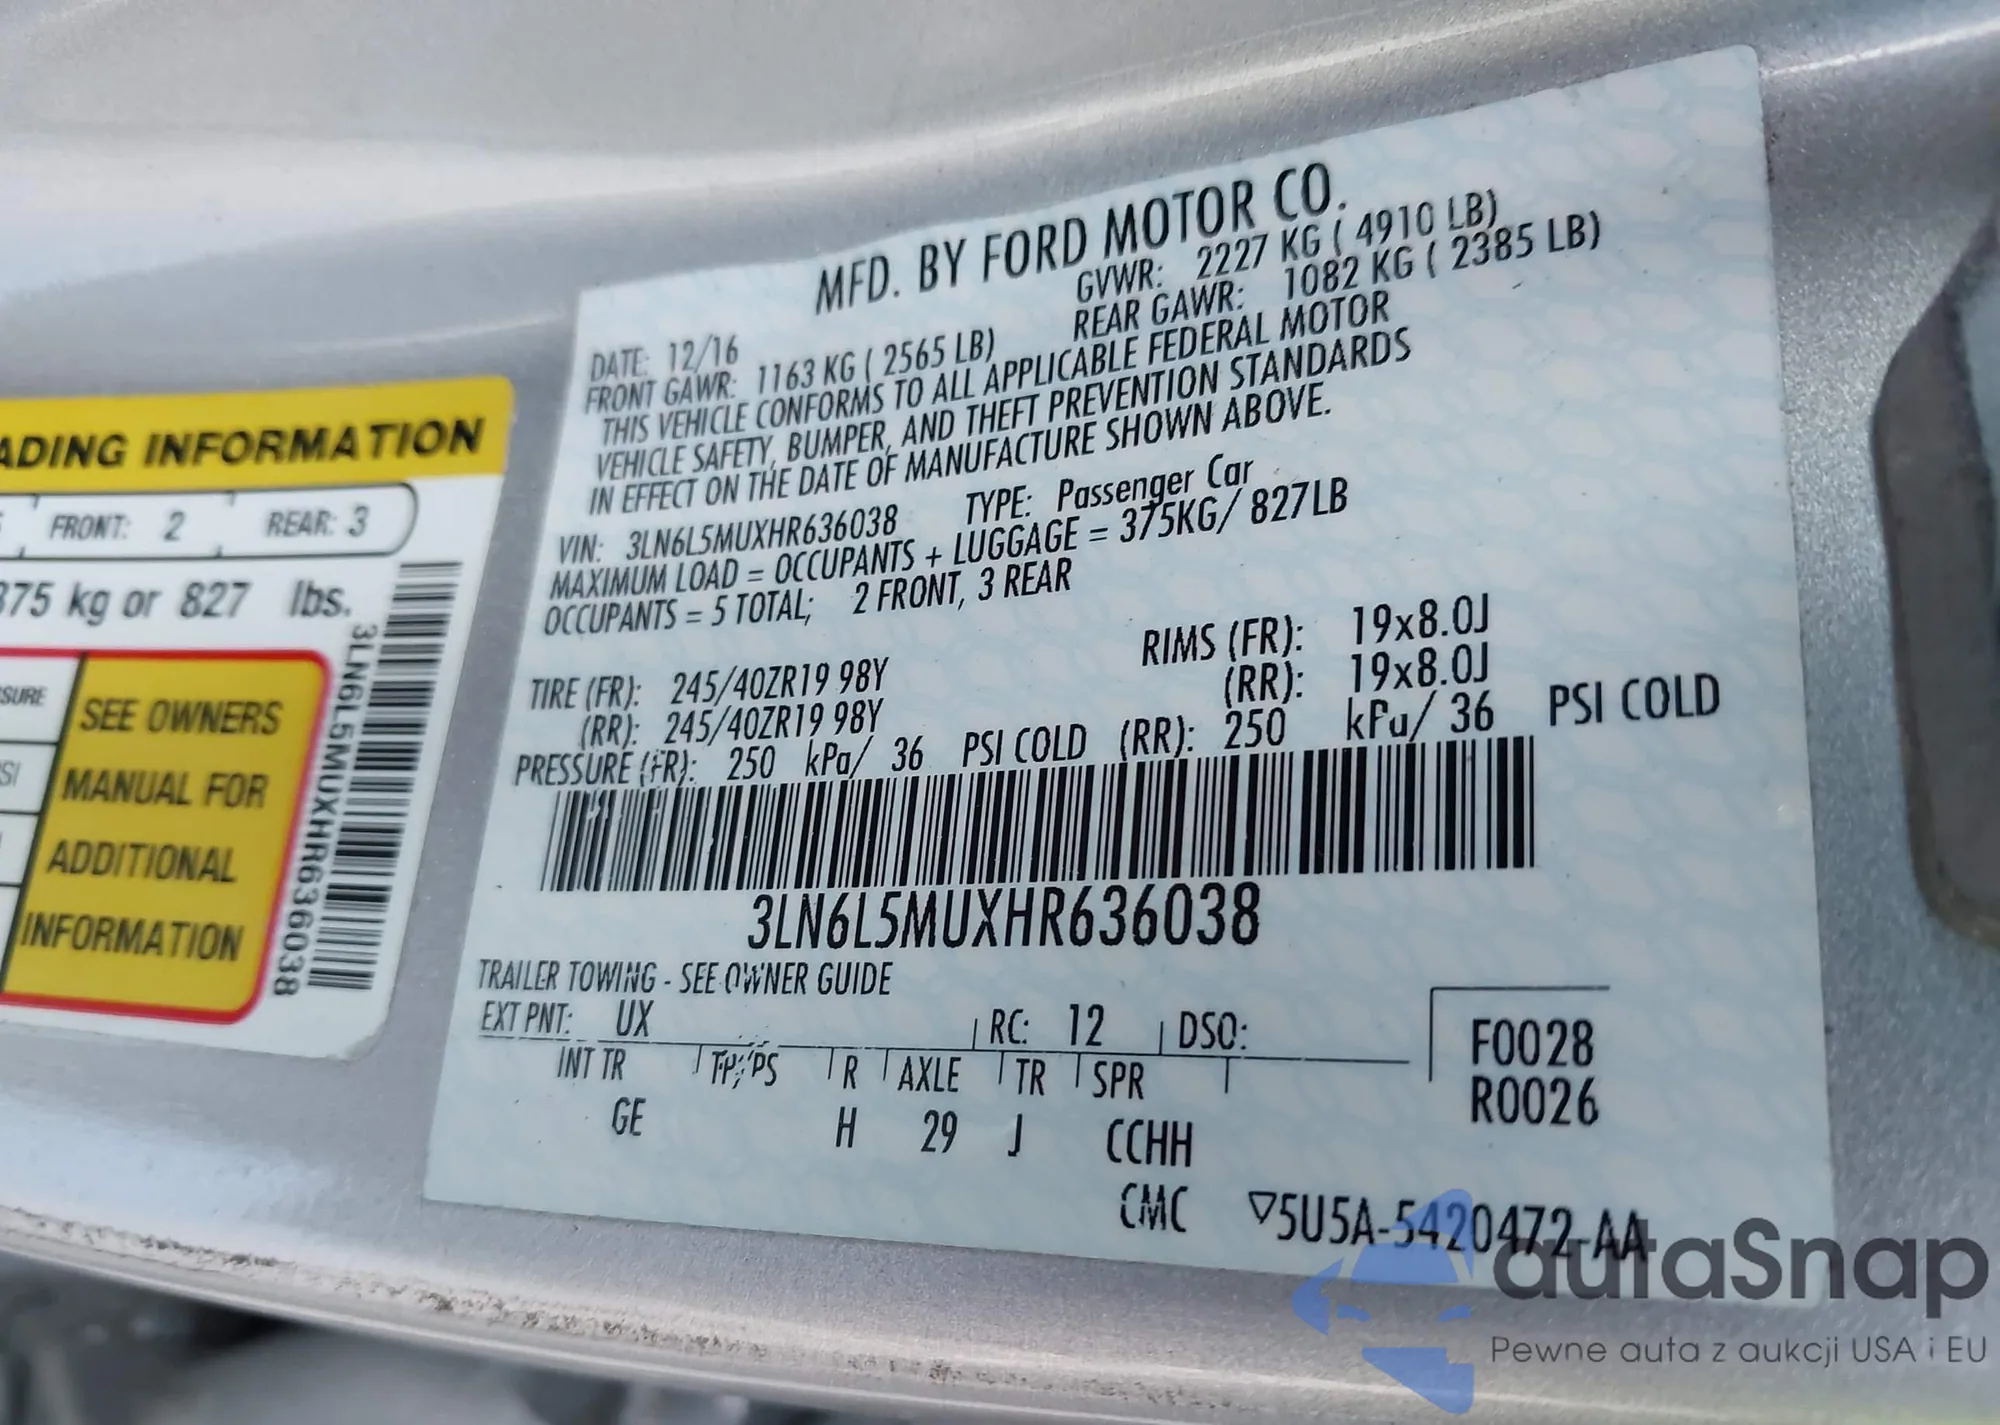 ADING INFORMATION
FRONT: 2 REAR: 3
375 kg or 827 lbs.
SURE
SEE OWNERS
MANUAL FOR
ADDITIONAL
INFORMATION
3LN6L5MUXHR636038
MFD. BY FORD MOTOR CO.
DATE: 12/16 GVWR: 2227 KG ( 4910 LB)
FRONT GAWR: 1163 KG ( 2565 LB) REAR GAWR: 1082 KG ( 2385 LB)
THIS VEHICLE CONFORMS TO ALL APPLICABLE FEDERAL MOTOR
VEHICLE SAFETY, BUMPER, AND THEFT PREVENTION STANDARDS
IN EFFECT ON THE DATE OF MANUFACTURE SHOWN ABOVE.
VIN: 3LN6L5MUXHR636038 TYPE: Passenger Car
MAXIMUM LOAD = OCCUPANTS + LUGGAGE = 375KG/ 827LB
OCCUPANTS = 5 TOTAL; 2 FRONT, 3 REAR
TIRE (FR): 245/40ZR19 98Y RIMS (FR): 19x8.0J
(RR): 245/40ZR19 98Y (RR): 19x8.0J
PRESSURE (FR): 250 kPa/ 36 PSI COLD (RR): 250 kPa/ 36 PSI COLD
3LN6L5MUXHR636038
TRAILER TOWING - SEE OWNER GUIDE
EXT PNT: UX RC: 12 DSO:
INT TR TP/PS R AXLE TR SPR
GE H 29 J CCHH
F0028
R0026
CMC ▽5U5A-5420472-AA
autaSnap
Pewne auta z aukcji USA i EU